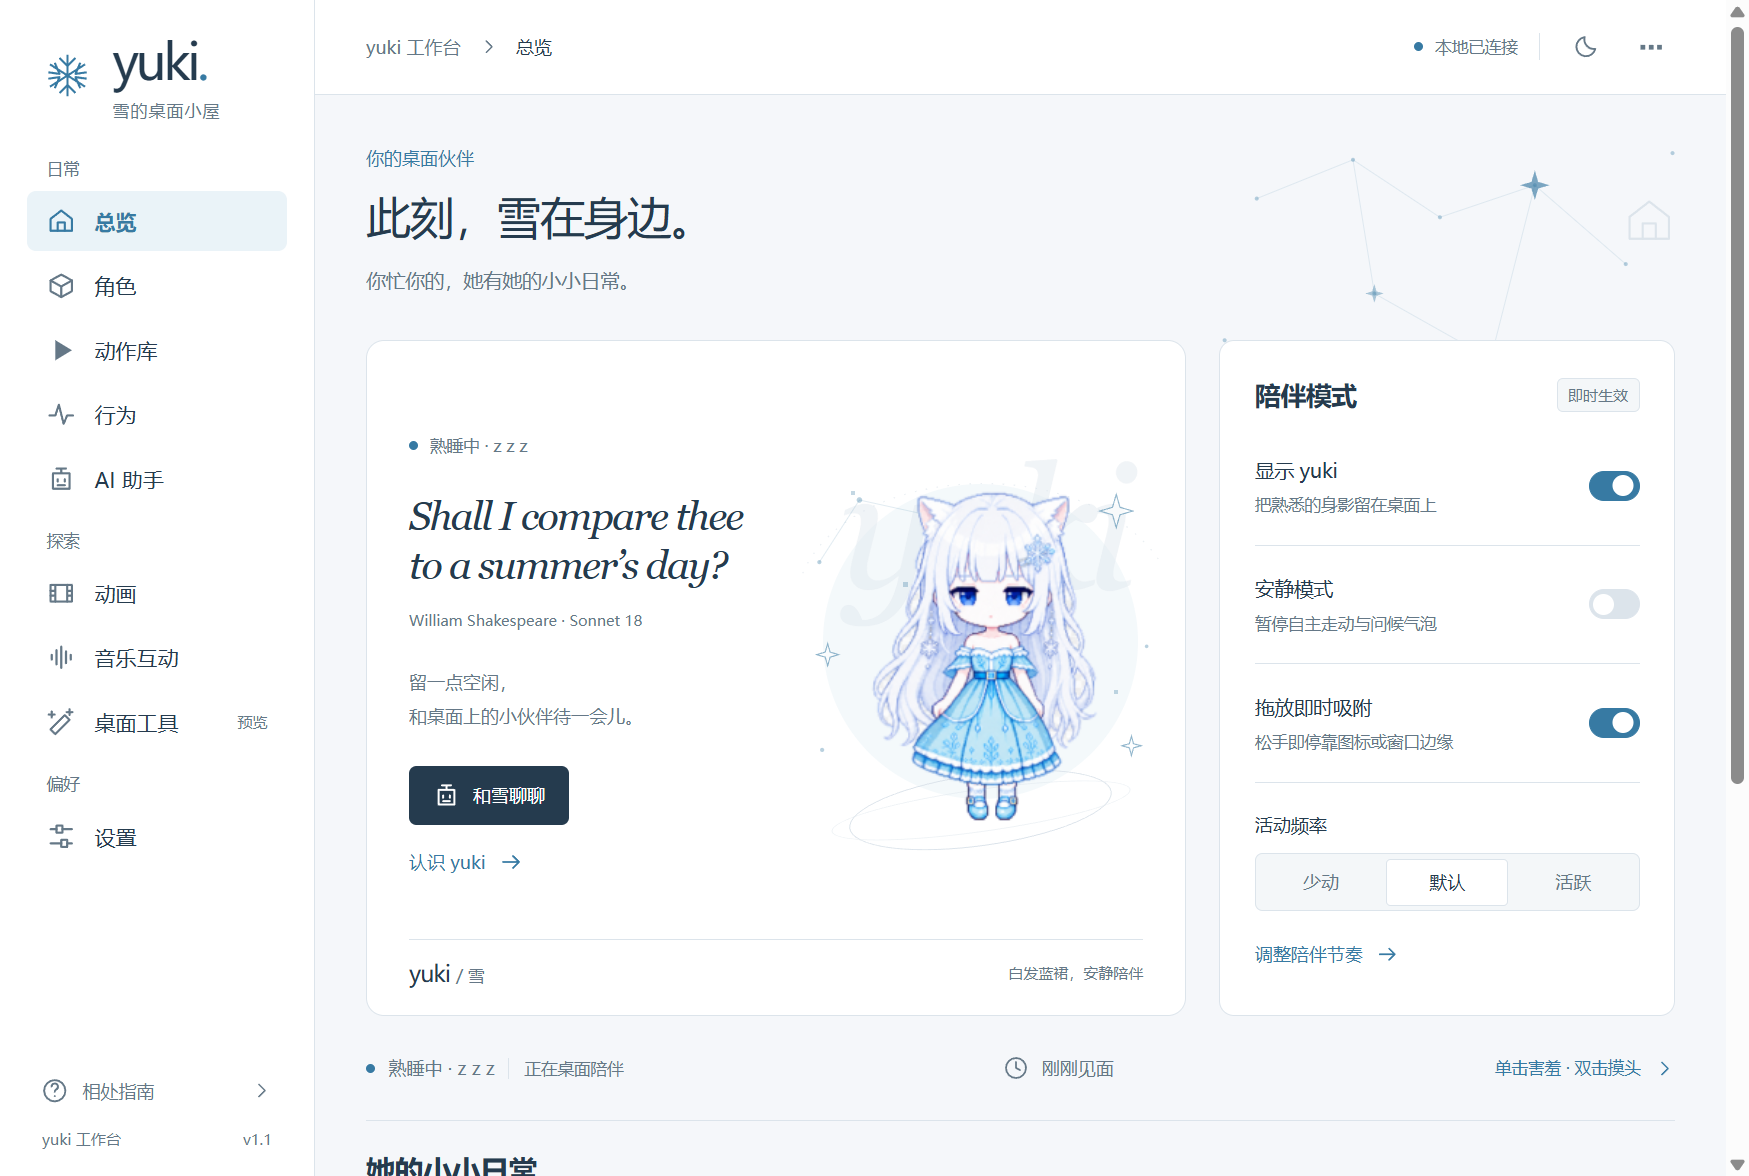 yuki.
雪的桌面小屋
日常
总览
角色
动作库
行为
AI 助手
探索
动画
音乐互动
桌面工具 预览
偏好
设置
相处指南
yuki 工作台 v1.1
yuki 工作台 总览
本地已连接
你的桌面伙伴
此刻，雪在身边。
你忙你的，她有她的小小日常。
熟睡中 · z z z
Shall I compare thee
to a summer’s day?
William Shakespeare · Sonnet 18
留一点空闲，
和桌面上的小伙伴待一会儿。
和雪聊聊
认识 yuki
yuki
yuki / 雪
白发蓝裙，安静陪伴
陪伴模式 即时生效
显示 yuki
把熟悉的身影留在桌面上
安静模式
暂停自主走动与问候气泡
拖放即时吸附
松手即停靠图标或窗口边缘
活动频率
少动 默认 活跃
调整陪伴节奏
熟睡中 · z z z 正在桌面陪伴
刚刚见面
单击害羞 · 双击摸头
她的小小日常